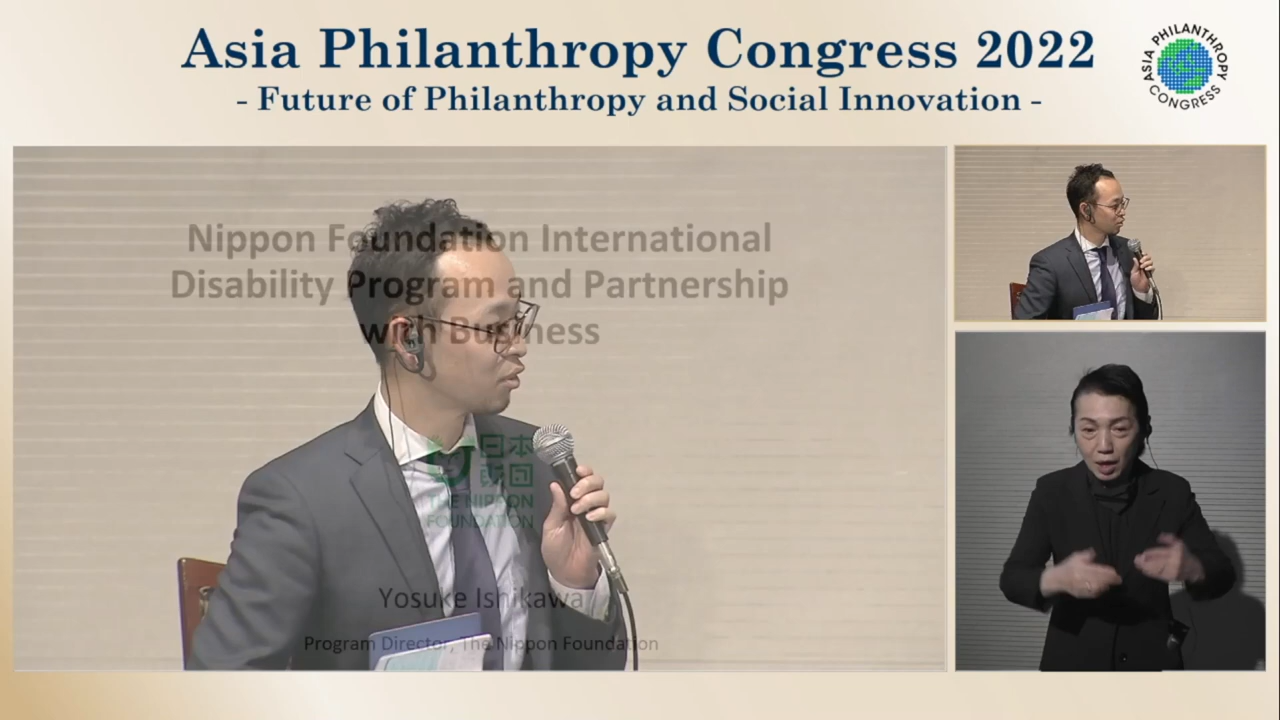 Asia Philanthropy Congress 2022
- Future of Philanthropy and Social Innovation -
ASIA PHILANTHROPY CONGRESS
Nippon Foundation International
Disability Program and Partnership
with Business
日本
財団
THE NIPPON
FOUNDATION
Yosuke Ishikawa
Program Director, The Nippon Foundation